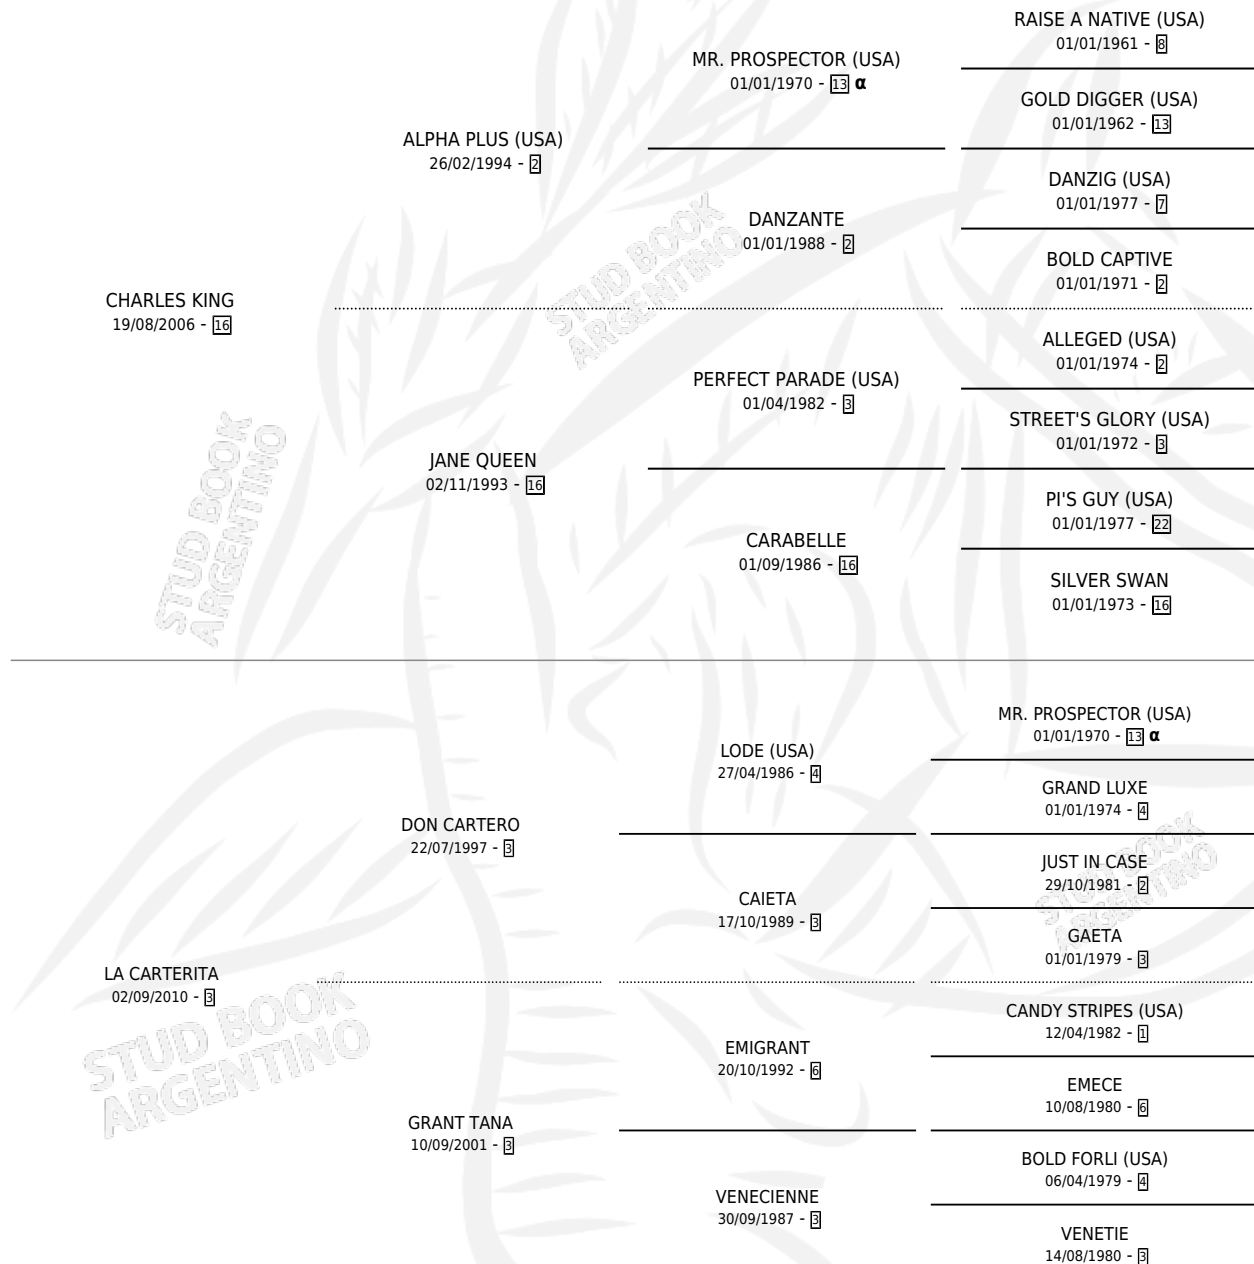 RAISE A NATIVE (USA)
01/01/1961 - 8
MR. PROSPECTOR (USA)
01/01/1970 - 13 α
GOLD DIGGER (USA)
01/01/1962 - 13
ALPHA PLUS (USA)
26/02/1994 - 2
DANZIG (USA)
01/01/1977 - 7
DANZANTE
01/01/1988 - 2
BOLD CAPTIVE
01/01/1971 - 2
CHARLES KING
19/08/2006 - 16
ALLEGED (USA)
01/01/1974 - 2
PERFECT PARADE (USA)
01/04/1982 - 3
STREET'S GLORY (USA)
01/01/1972 - 3
JANE QUEEN
02/11/1993 - 16
PI'S GUY (USA)
01/01/1977 - 22
CARABELLE
01/09/1986 - 16
SILVER SWAN
01/01/1973 - 16
STUD BOOK
ARGENTINO
STUD BOOK
ARGENTINO
MR. PROSPECTOR (USA)
01/01/1970 - 13 α
LODE (USA)
27/04/1986 - 4
GRAND LUXE
01/01/1974 - 4
DON CARTERO
22/07/1997 - 3
JUST IN CASE
29/10/1981 - 2
CAIETA
17/10/1989 - 3
GAETA
01/01/1979 - 3
LA CARTERITA
02/09/2010 - 3
CANDY STRIPES (USA)
12/04/1982 - 1
EMIGRANT
20/10/1992 - 6
EMECE
10/08/1980 - 6
GRANT TANA
10/09/2001 - 3
BOLD FORLI (USA)
06/04/1979 - 4
VENECIENNE
30/09/1987 - 3
VENETIE
14/08/1980 - 3
STUD BOOK
ARGENTINO
STUD BOOK
ARGENTINO